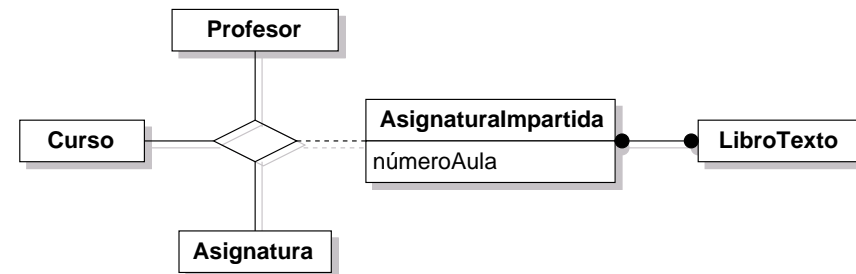 Profesor
AsignaturaImpartida
Curso
LibroTexto
númeroAula
Asignatura